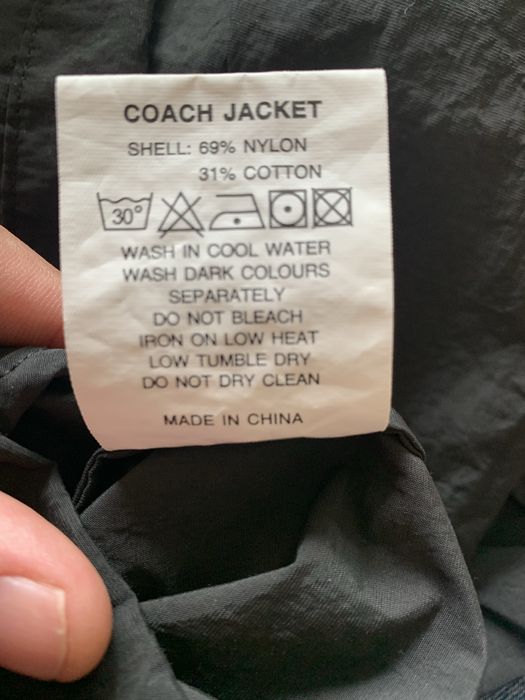 COACH JACKET
SHELL: 69% NYLON
31% COTTON
30°
WASH IN COOL WATER
WASH DARK COLOURS
SEPARATELY
DO NOT BLEACH
IRON ON LOW HEAT
LOW TUMBLE DRY
DO NOT DRY CLEAN
MADE IN CHINA